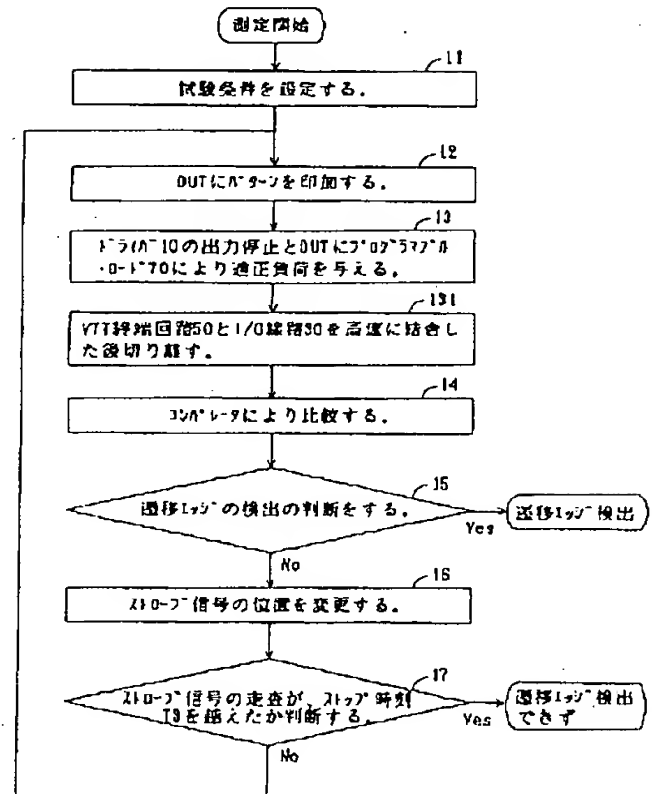 測定開始
11
試験条件を設定する。
12
DUTにパターンを印加する。
13
ドライバ10の出力停止とDUTにプログラマブル
・ロード70により適正負荷を与える。
131
VTT終端回路50とI/O線路30を高速に結合し
た後切り離す。
14
コンパレータにより比較する。
15
遷移エッジの検出の判断をする。
Yes
遷移エッジ検出
No
16
ストローブ信号の位置を変更する。
17
ストローブ信号の走査が、ストップ時刻
T3を越えたか判断する。
Yes
遷移エッジ検出
できず
No